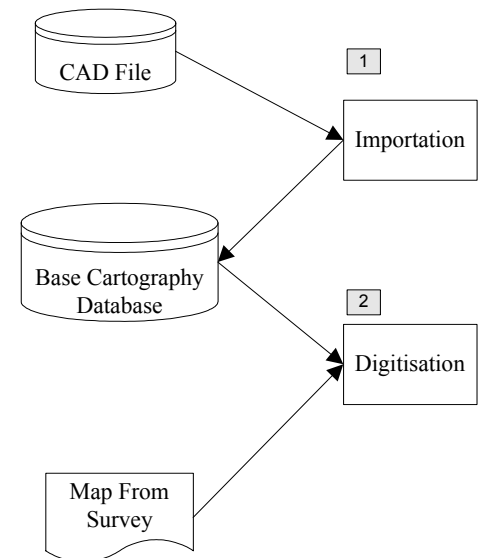 CAD File
1
Importation
Base Cartography
Database
2
Digitisation
Map From
Survey